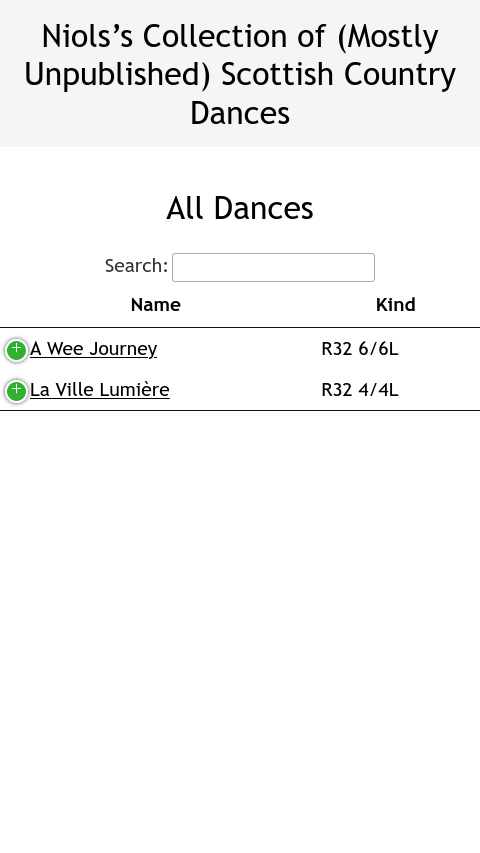 Niols’s Collection of (Mostly
Unpublished) Scottish Country
Dances
All Dances
Search:
Name Kind
A Wee Journey R32 6/6L
La Ville Lumière R32 4/4L